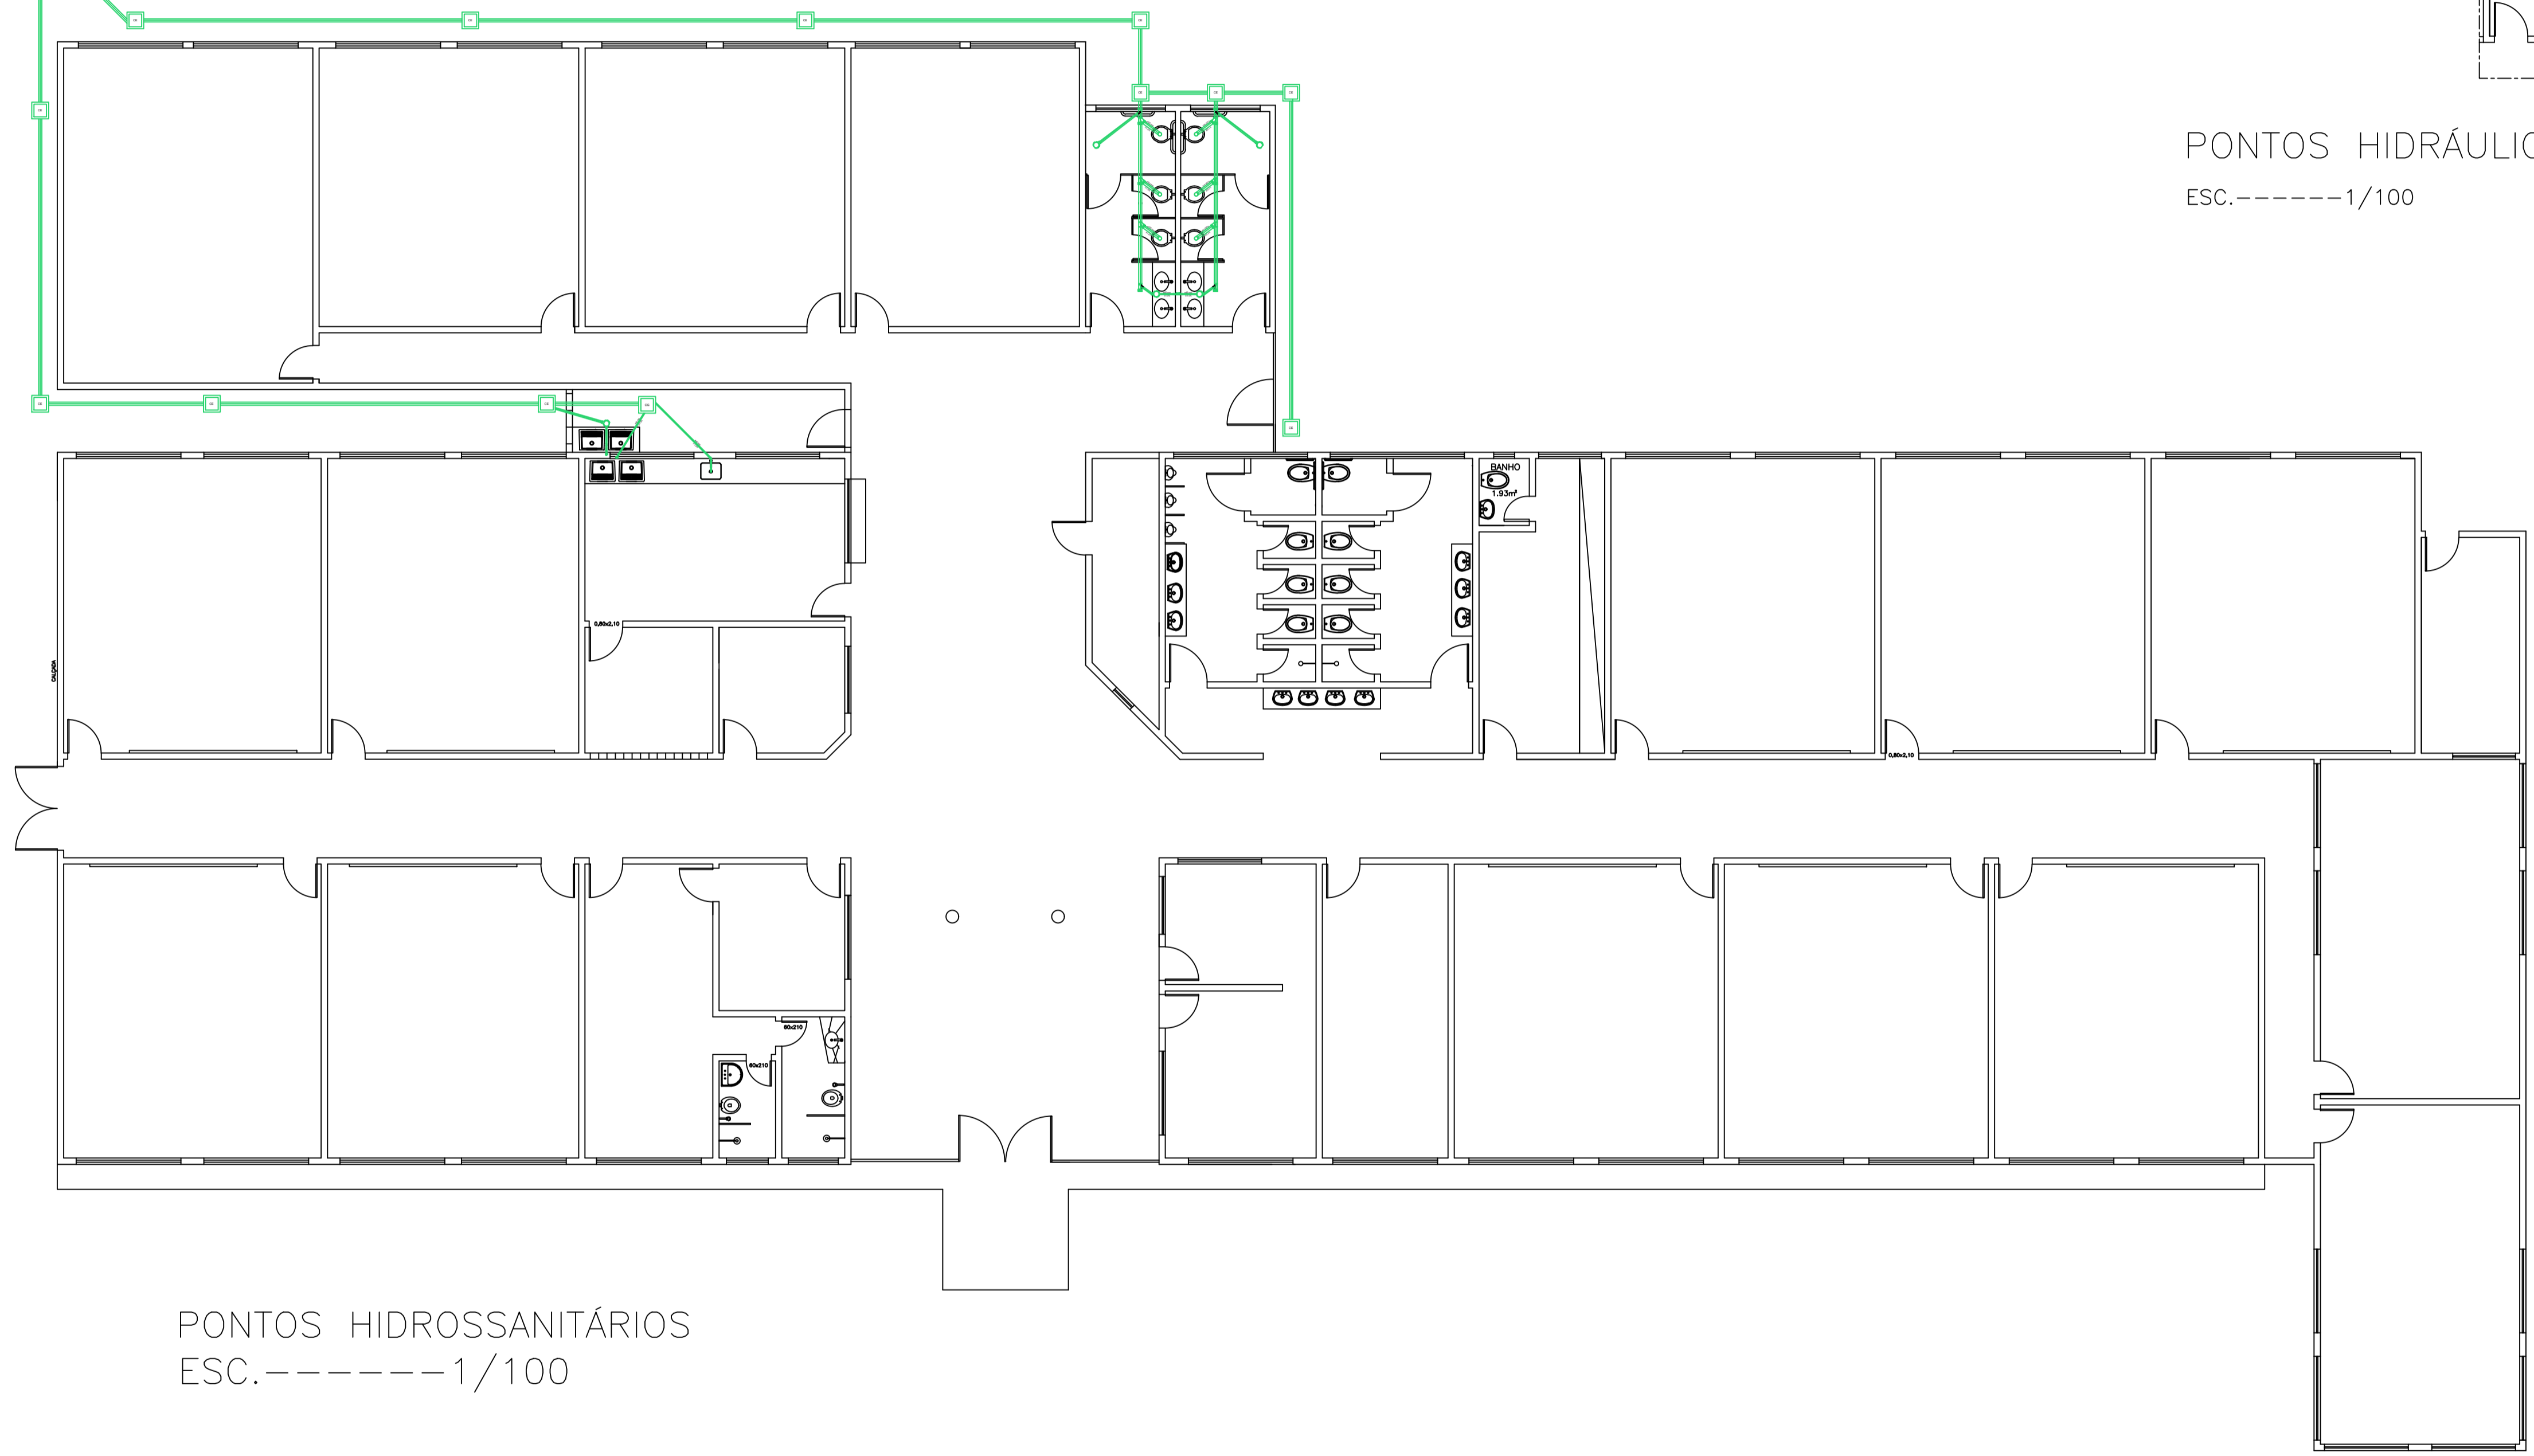 PONTOS HIDRÁULIC
ESC.------1/100
BANHO
1.93m²
0,80x2,10
CALÇADA
0,80x2,10
60x210
60x210
PONTOS HIDROSSANITÁRIOS
ESC.------1/100